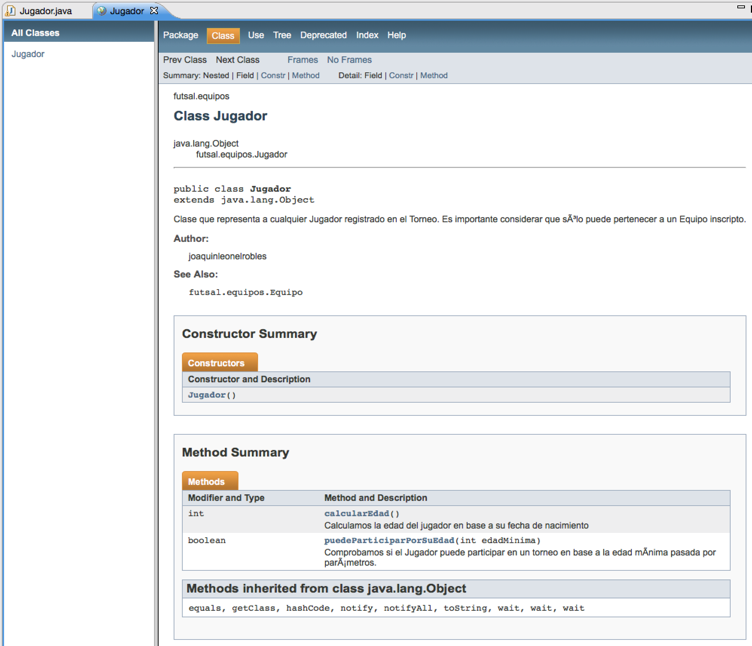 Jugador.java
Jugador
All Classes
Jugador
Package Class Use Tree Deprecated Index Help
Prev Class Next Class Frames No Frames
Summary: Nested | Field | Constr | Method Detail: Field | Constr | Method
futsal.equipos
Class Jugador
java.lang.Object
futsal.equipos.Jugador
public class Jugador
extends java.lang.Object
Clase que representa a cualquier Jugador registrado en el Torneo. Es importante considerar que sÃ³lo puede pertenecer a un Equipo inscripto.
Author:
joaquinleonelrobles
See Also:
futsal.equipos.Equipo
Constructor Summary
Constructors
Constructor and Description
Jugador()
Method Summary
Methods
Modifier and Type Method and Description
int calcularEdad()
Calculamos la edad del jugador en base a su fecha de nacimiento
boolean puedeParticiparPorSuEdad(int edadMinima)
Comprobamos si el Jugador puede participar en un torneo en base a la edad mÃnima pasada por
parÃ¡metros.
Methods inherited from class java.lang.Object
equals, getClass, hashCode, notify, notifyAll, toString, wait, wait, wait